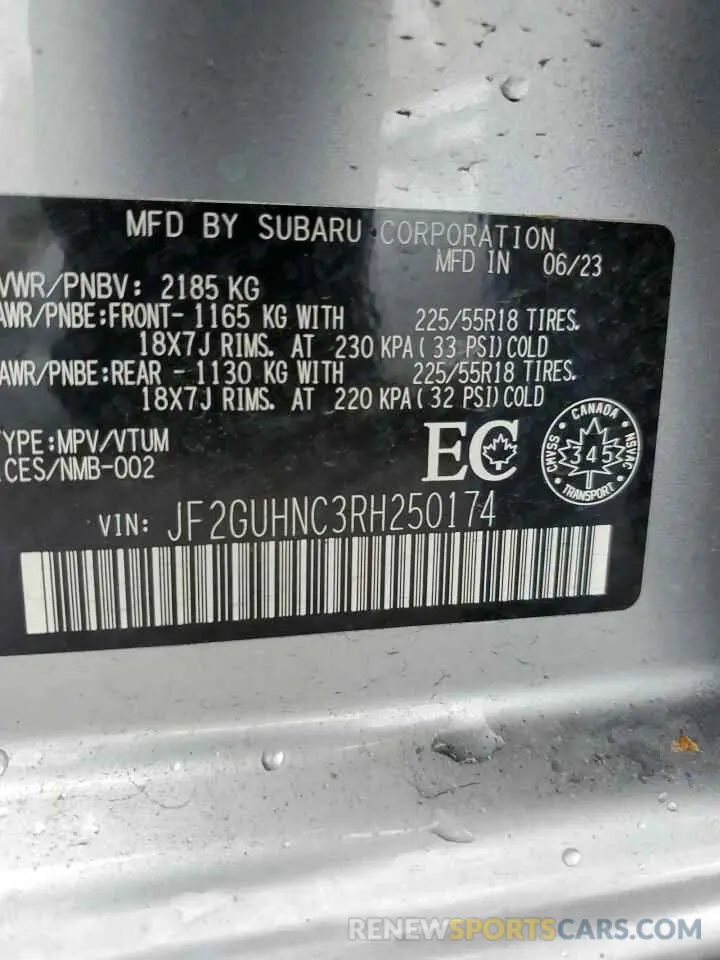 MFD BY SUBARU CORPORATION
MFD IN 06/23
VWR/PNBV: 2185 KG
AWR/PNBE:FRONT- 1165 KG WITH 225/55R18 TIRES.
18X7J RIMS. AT 230 KPA( 33 PSI)COLD
AWR/PNBE:REAR - 1130 KG WITH 225/55R18 TIRES.
18X7J RIMS. AT 220 KPA( 32 PSI)COLD
TYPE:MPV/VTUM
ICES/NMB-002
EC
CANADA
CMVSS 345 NSVAC
TRANSPORT
VIN: JF2GUHNC3RH250174
RENEWSPORTSCARS.COM